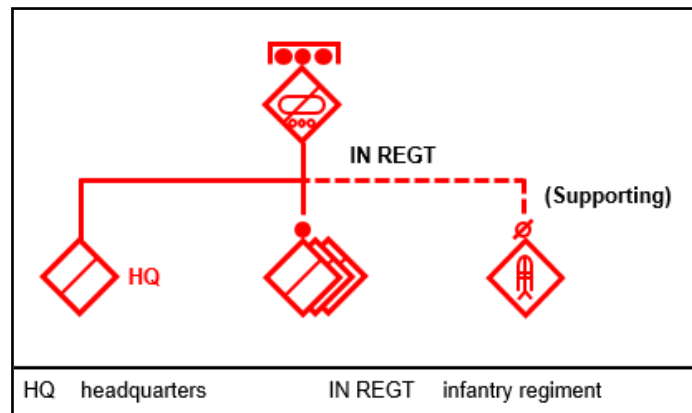 IN REGT
(Supporting)
HQ
HQ headquarters IN REGT infantry regiment